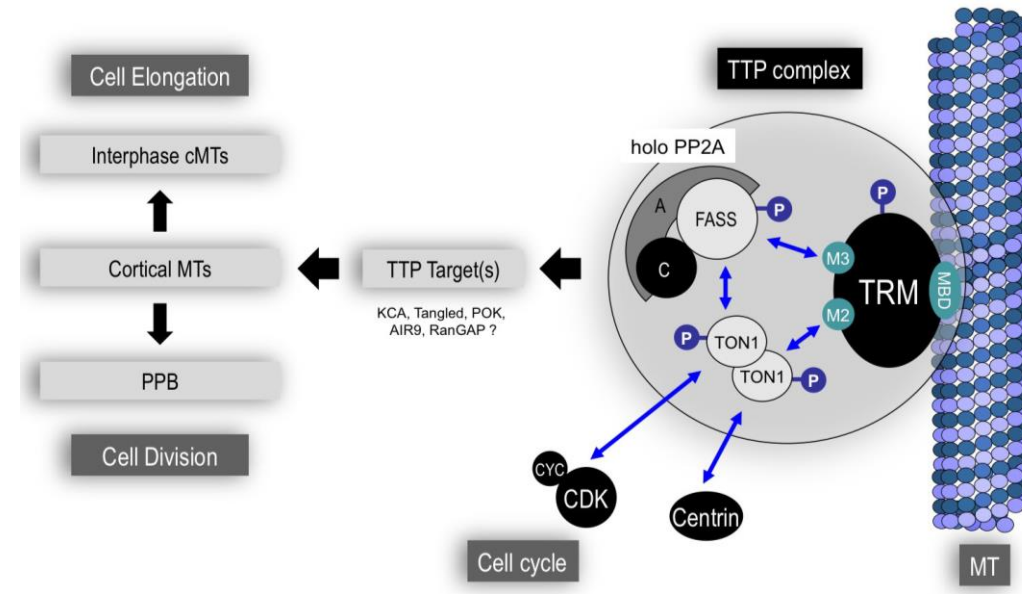 Cell Elongation
Interphase cMTs
Cortical MTs
PPB
Cell Division
TTP Target(s)
KCA, Tangled, POK,
AIR9, RanGAP ?
TTP complex
holo PP2A
A
C
FASS
P
P
M3
M2
TRM
MBD
P
TON1
TON1
P
CYC
CDK
Centrin
Cell cycle
MT